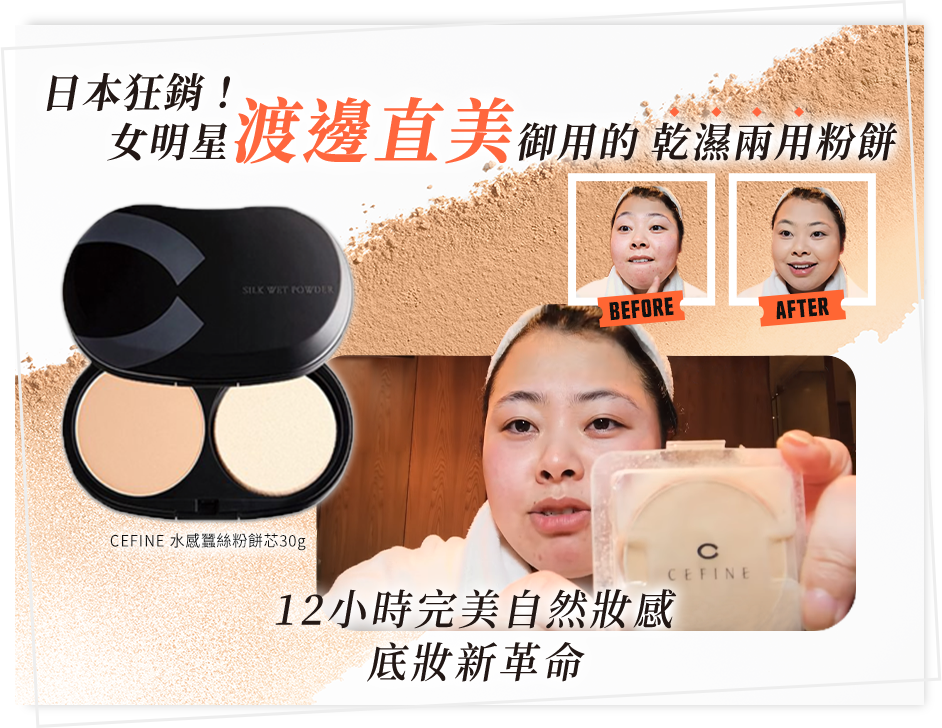 日本狂銷！
女明星渡邊直美御用的 乾濕兩用粉餅
BEFORE
AFTER
SILK WET POWDER
CEFINE
CEFINE 水感蠶絲粉餅芯30g
12小時完美自然妝感
底妝新革命